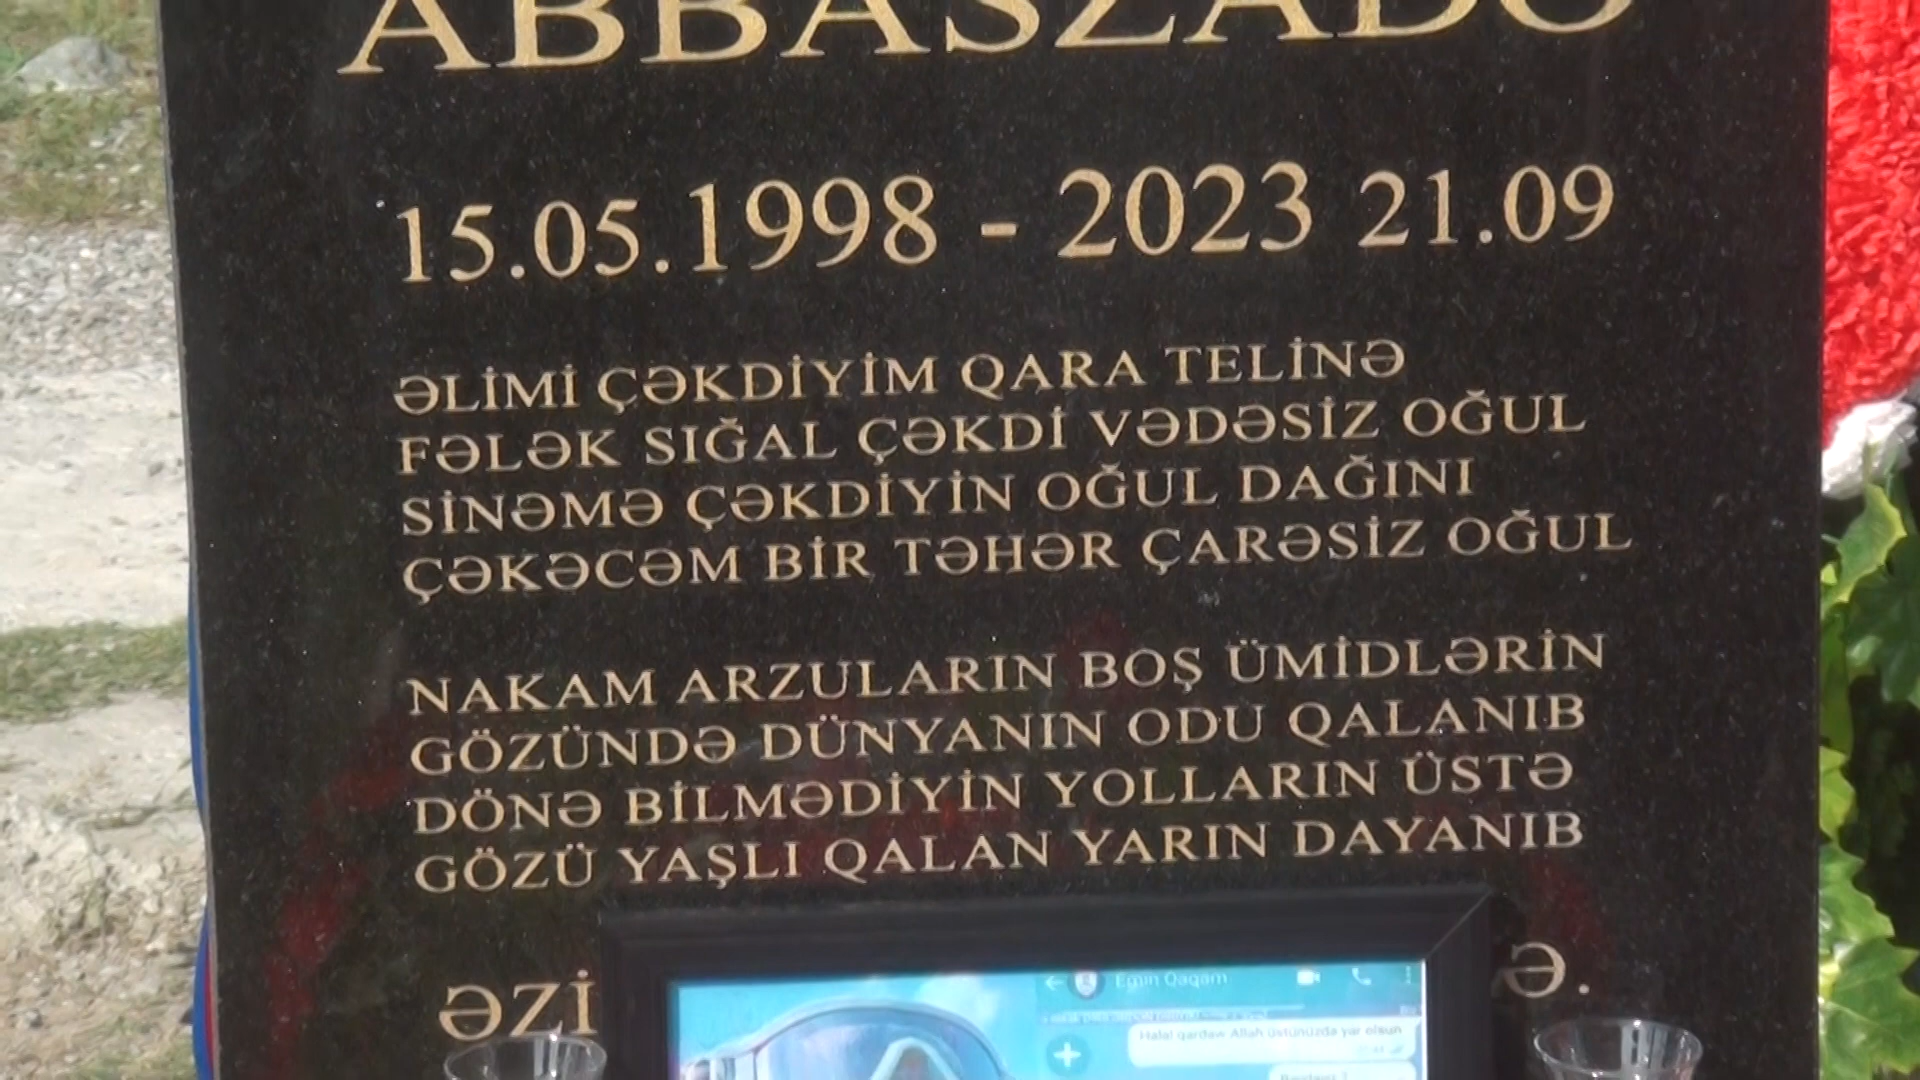 ABBASZADƏ
15.05.1998 - 2023 21.09
ƏLİMİ ÇƏKDİYİM QARA TELİNƏ
FƏLƏK SIĞAL ÇƏKDİ VƏDƏSİZ OĞUL
SİNƏMƏ ÇƏKDİYİN OĞUL DAĞINI
ÇƏKƏCƏM BİR TƏHƏR ÇARƏSİZ OĞUL
NAKAM ARZULARIN BOŞ ÜMİDLƏRİN
GÖZÜNDƏ DÜNYANIN ODU QALANIB
DÖNƏ BİLMƏDİYİN YOLLARIN ÜSTƏ
GÖZÜ YAŞLI QALAN YARIN DAYANIB
ƏZİ Ə.
Emin Qaqam
Halal qardaw Allah üstünüzdə yar olsun